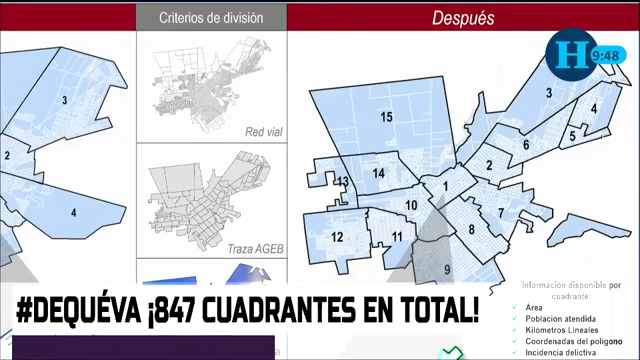 Criterios de división
Después
H 9:48
3
2
4
Red vial
Traza AGEB
15
3
4
5
6
2
14
13
1
10
7
12
11
8
9
Información disponible por
cuadrante:
✓ Área
✓ Población atendida
✓ Kilómetros Lineales
✓ Coordenadas del polígono
✓ Incidencia delictiva
#DEQUÉVA ¡847 CUADRANTES EN TOTAL!